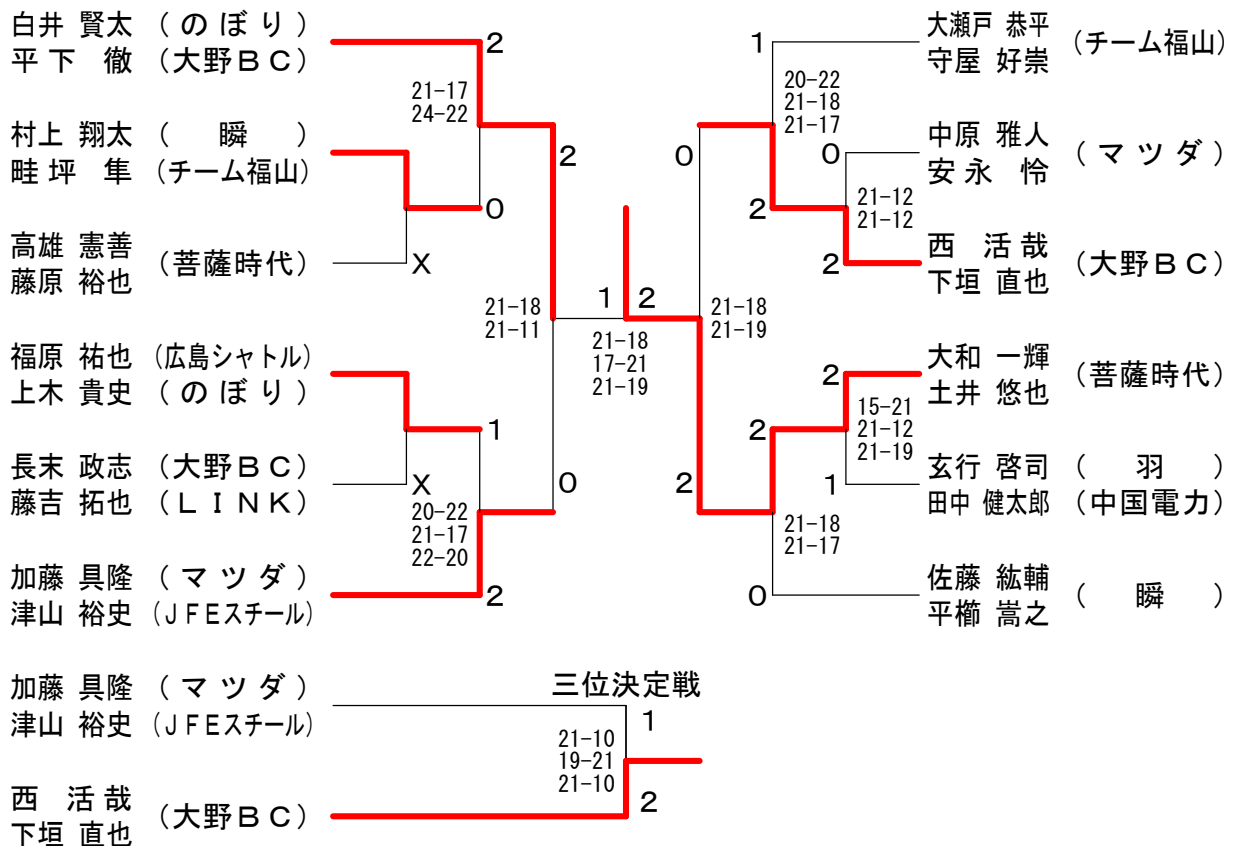 白井 賢太 (のぼり)
平下 徹 (大野BC)
2
21-17
24-22
村上 翔太 ( 瞬 )
畦坪 隼 (チーム福山)
2
0
高雄 憲善
藤原 裕也
(菩薩時代)
X
21-18
21-11
福原 祐也 (広島シャトル)
上木 貴史 (のぼり)
1
長末 政志 (大野BC)
藤吉 拓也 (LINK)
X
0
20-22
21-17
22-20
加藤 具隆 (マツダ)
津山 裕史 (JFEスチール)
2
1 2
21-18
17-21
21-19
大瀬戸 恭平
守屋 好崇
(チーム福山)
1
20-22
21-18
21-17
中原 雅人
安永 怜
(マツダ)
0
0
21-12
21-12
2
西 活哉
下垣 直也
(大野BC)
2
21-18
21-19
大和 一輝
土井 悠也
(菩薩時代)
2
15-21
21-12
21-19
2
玄行 啓司 ( 羽 )
田中 健太郎 (中国電力)
1
2
21-18
21-17
佐藤 紘輔
平櫛 嵩之
( 瞬 )
0
三位決定戦
加藤 具隆 (マツダ)
津山 裕史 (JFEスチール)
1
21-10
19-21
21-10
西 活哉
下垣 直也
(大野BC)
2